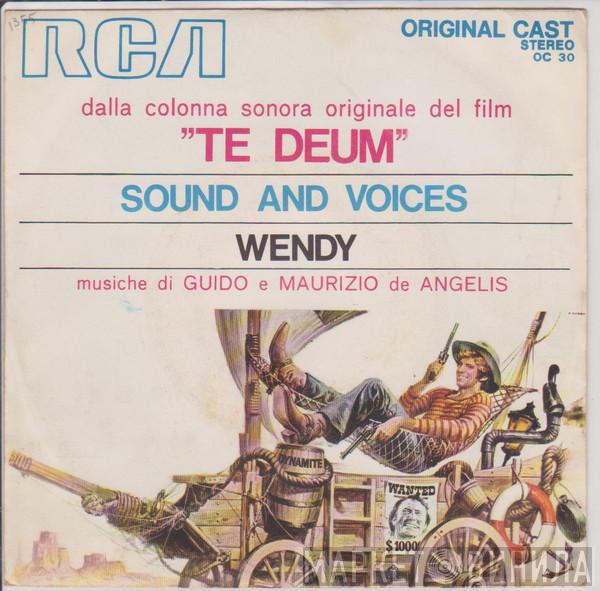 1355
RCA
ORIGINAL CAST
STEREO
OC 30
dalla colonna sonora originale del film
"TE DEUM"
SOUND AND VOICES
WENDY
musiche di GUIDO e MAURIZIO de ANGELIS
DYNAMITE
WANTED
$1000
МАРКЕТ ВИНИЛА